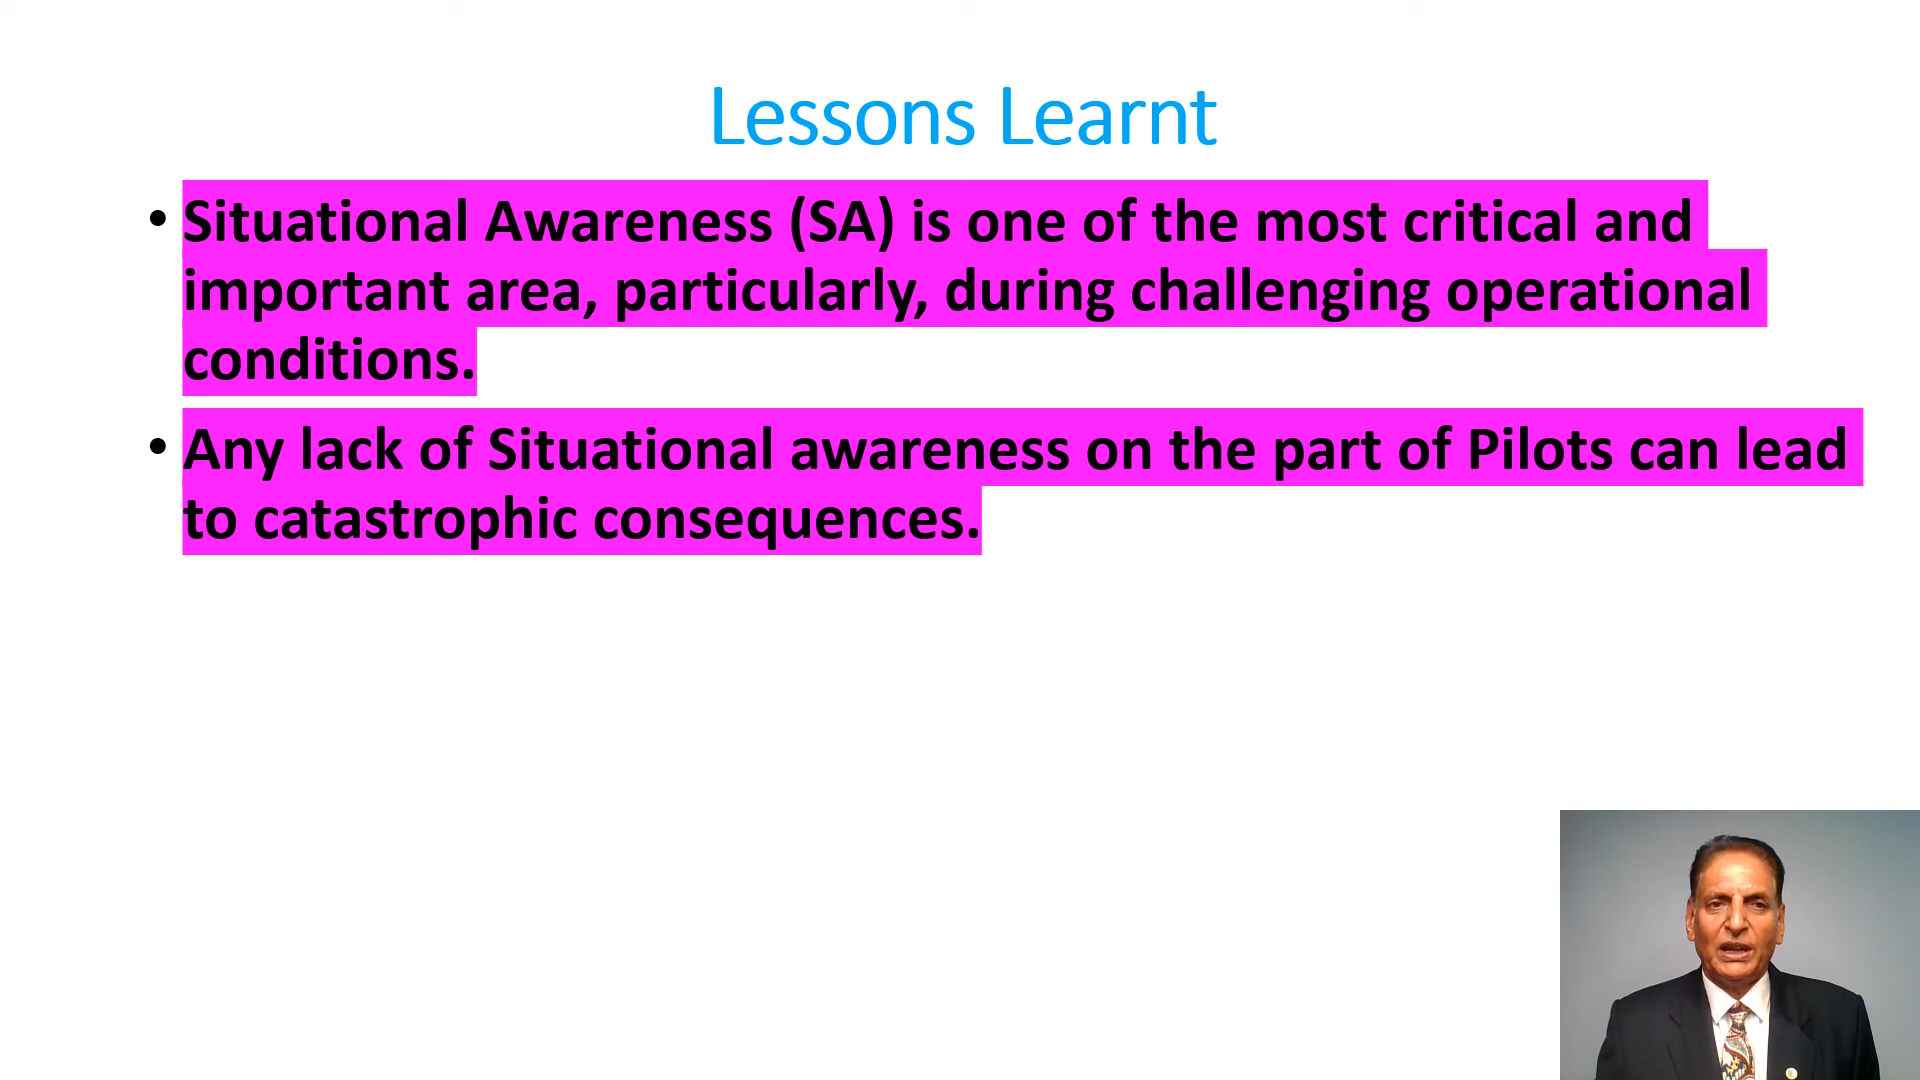 Lessons Learnt
• Situational Awareness (SA) is one of the most critical and
important area, particularly, during challenging operational
conditions.
• Any lack of Situational awareness on the part of Pilots can lead
to catastrophic consequences.